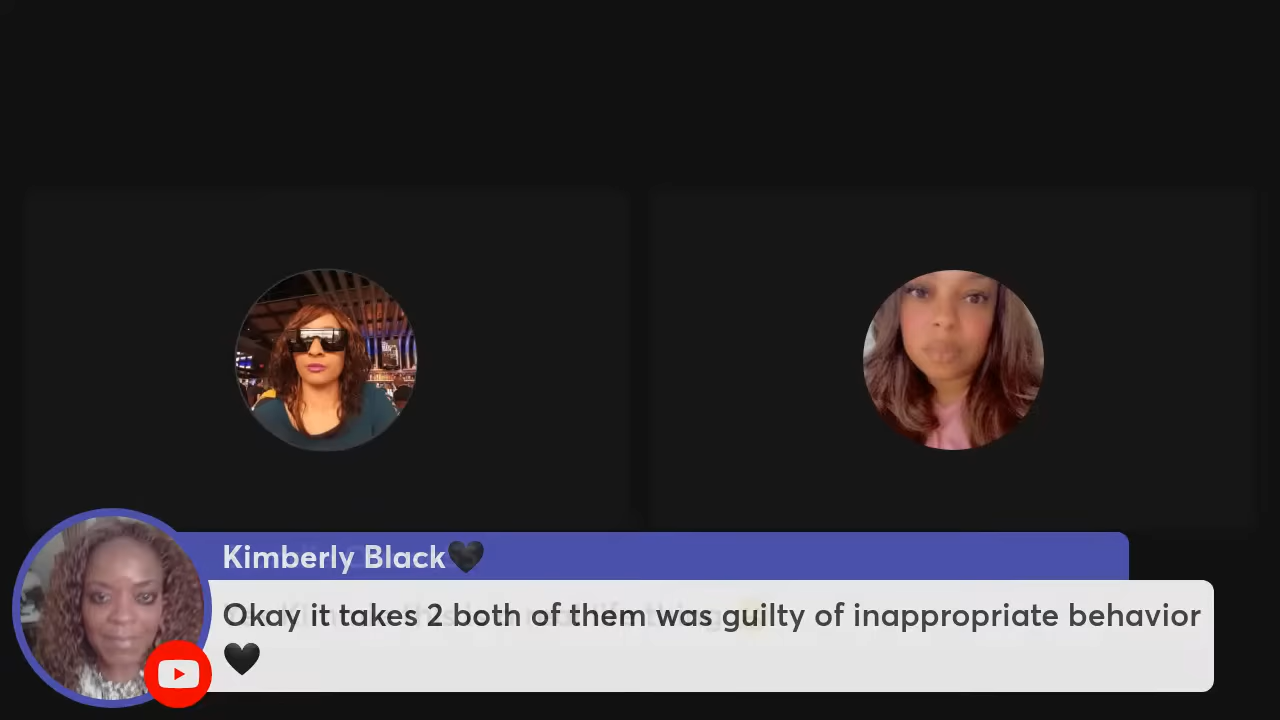 Kimberly Black🖤
Okay it takes 2 both of them was guilty of inappropriate behavior
🖤